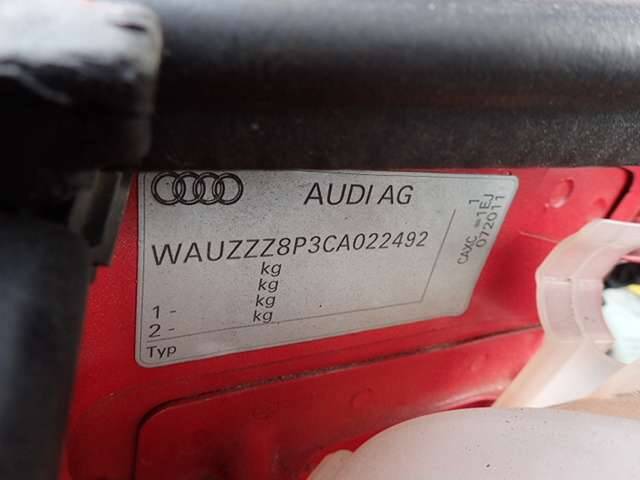 AUDI AG
WAUZZZ8P3CA022492
kg
kg
1 - kg
2 - kg
Typ
1
CAXC =1EJ
072011